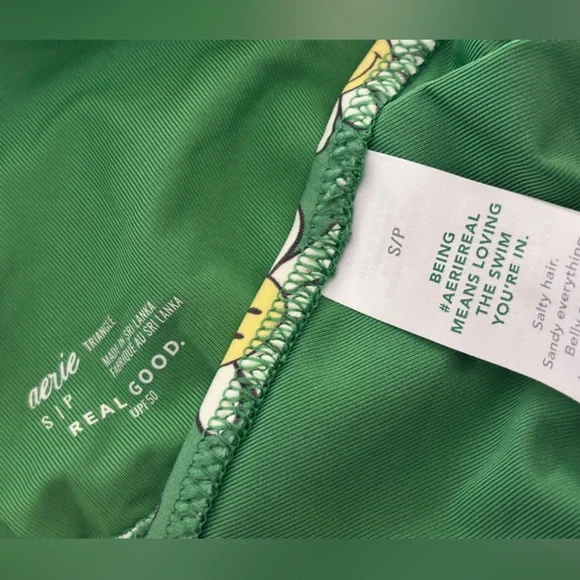 aerie
TRIANGLE
S|P
MADE IN SRI LANKA
FABRIQUÉ AU SRI LANKA
REAL GOOD.
UPF 50
S/P
BEING
#AERIEREAL
MEANS LOVING
THE SWIM
YOU'RE IN.
Salty hair.
Sandy everything